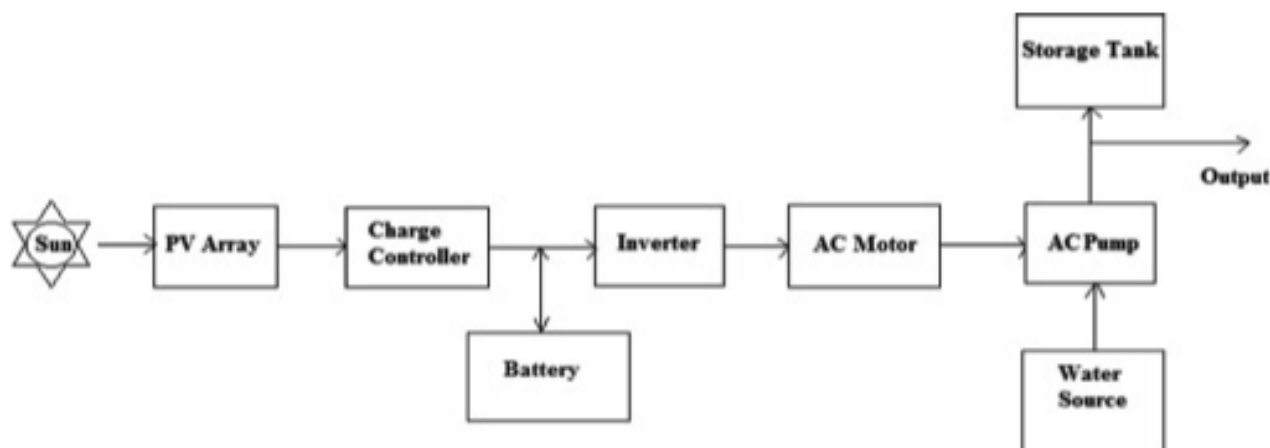 Storage Tank
Output
Sun
PV Array
Charge
Controller
Inverter
AC Motor
AC Pump
Battery
Water
Source